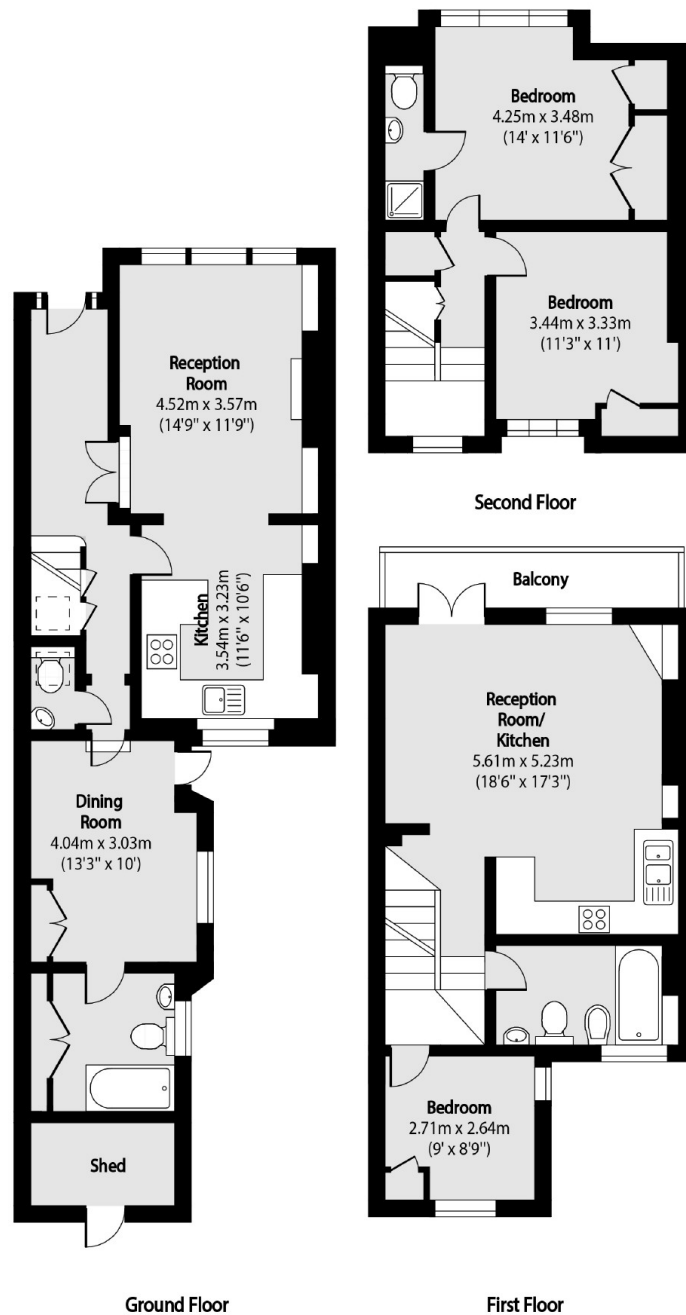 Bedroom
4.25m x 3.48m
(14' x 11'6")
Bedroom
3.44m x 3.33m
(11'3" x 11')
Second Floor
Reception
Room
4.52m x 3.57m
(14'9" x 11'9")
Kitchen
3.54m x 3.23m
(11'6" x 10'6")
Dining
Room
4.04m x 3.03m
(13'3" x 10')
Shed
Ground Floor
Balcony
Reception
Room/
Kitchen
5.61m x 5.23m
(18'6" x 17'3")
Bedroom
2.71m x 2.64m
(9' x 8'9")
First Floor